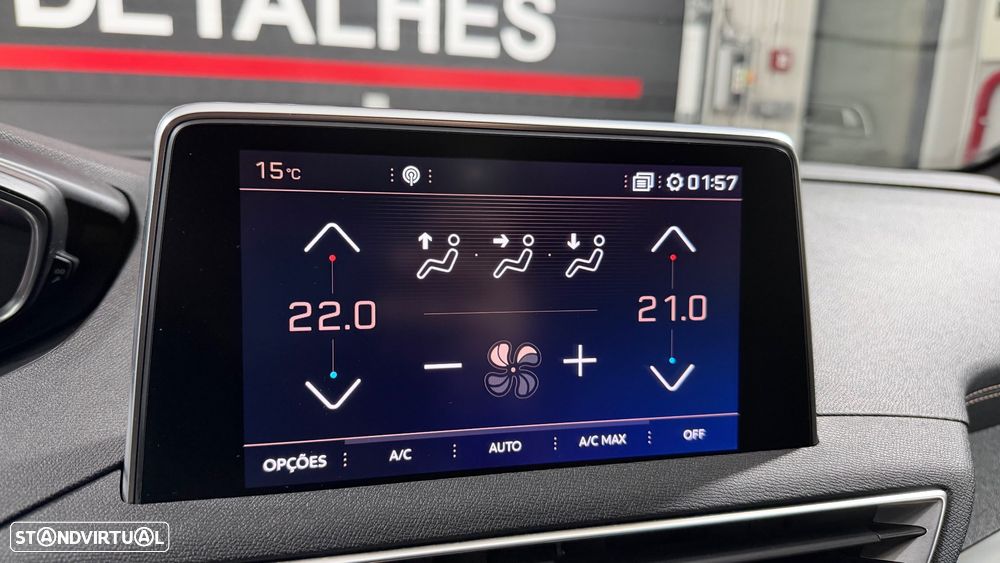 DETALHES
15°C
01:57
22.0
21.0
OPÇÕES
A/C
AUTO
A/C MAX
OFF
STANDVIRTUAL